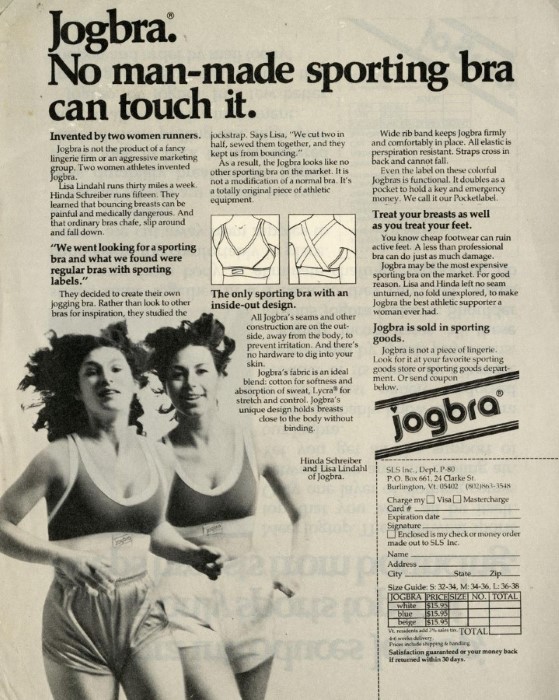 Jogbra.®
No man-made sporting bra
can touch it.
Invented by two women runners.
Jogbra is not the product of a fancy
lingerie firm or an aggressive marketing
group. Two women athletes invented
Jogbra.
Lisa Lindahl runs thirty miles a week.
Hinda Schreiber runs fifteen. They
learned that bouncing breasts can be
painful and medically dangerous. And
that ordinary bras chafe, slip around
and fall down.
"We went looking for a sporting
bra and what we found were
regular bras with sporting
labels."
They decided to create their own
jogging bra. Rather than look to other
bras for inspiration, they studied the
jockstrap. Says Lisa, "We cut two in
half, sewed them together, and they
kept us from bouncing."
As a result, the Jogbra looks like no
other sporting bra on the market. It is
not a modification of a normal bra. It's
a totally original piece of athletic
equipment.
The only sporting bra with an
inside-out design.
All Jogbra's seams and other
construction are on the out-
side, away from the body, to
prevent irritation. And there's
no hardware to dig into your
skin.
Jogbra's fabric is an ideal
blend: cotton for softness and
absorption of sweat, Lycra® for
stretch and control. Jogbra's
unique design holds breasts
close to the body without
binding.
Hinda Schreiber
and Lisa Lindahl
of Jogbra.
Wide rib band keeps Jogbra firmly
and comfortably in place. All elastic is
perspiration resistant. Straps cross in
back and cannot fall.
Even the label on these colorful
Jogbras is functional. It doubles as a
pocket to hold a key and emergency
money. We call it our Pocketlabel.
Treat your breasts as well
as you treat your feet.
You know cheap footwear can ruin
active feet. A less than professional
bra can do just as much damage.
Jogbra may be the most expensive
sporting bra on the market. For good
reason. Lisa and Hinda left no seam
unturned, no fold unexplored, to make
Jogbra the best athletic supporter a
woman ever had.
Jogbra is sold in sporting
goods.
Jogbra is not a piece of lingerie.
Look for it at your favorite sporting
goods store or sporting goods depart-
ment. Or send coupon
below.
jogbra®
SLS Inc., Dept. P-80
P.O. Box 661, 24 Clarke St.
Burlington, Vt. 05402 (802) 863-3548
Charge my Visa Mastercharge
Card #
Expiration date
Signature
Enclosed is my check or money order
made out to SLS Inc.
Name
Address
City State Zip
Size Guide: S: 32-34, M: 34-36, L: 36-38
JOGBRA PRICE SIZE NO. TOTAL
white $15.95
blue $15.95
beige $15.95
Vt. residents add 3% sales tax. TOTAL
4-6 weeks delivery.
Prices include shipping & handling.
Satisfaction guaranteed or your money back
if returned within 30 days.